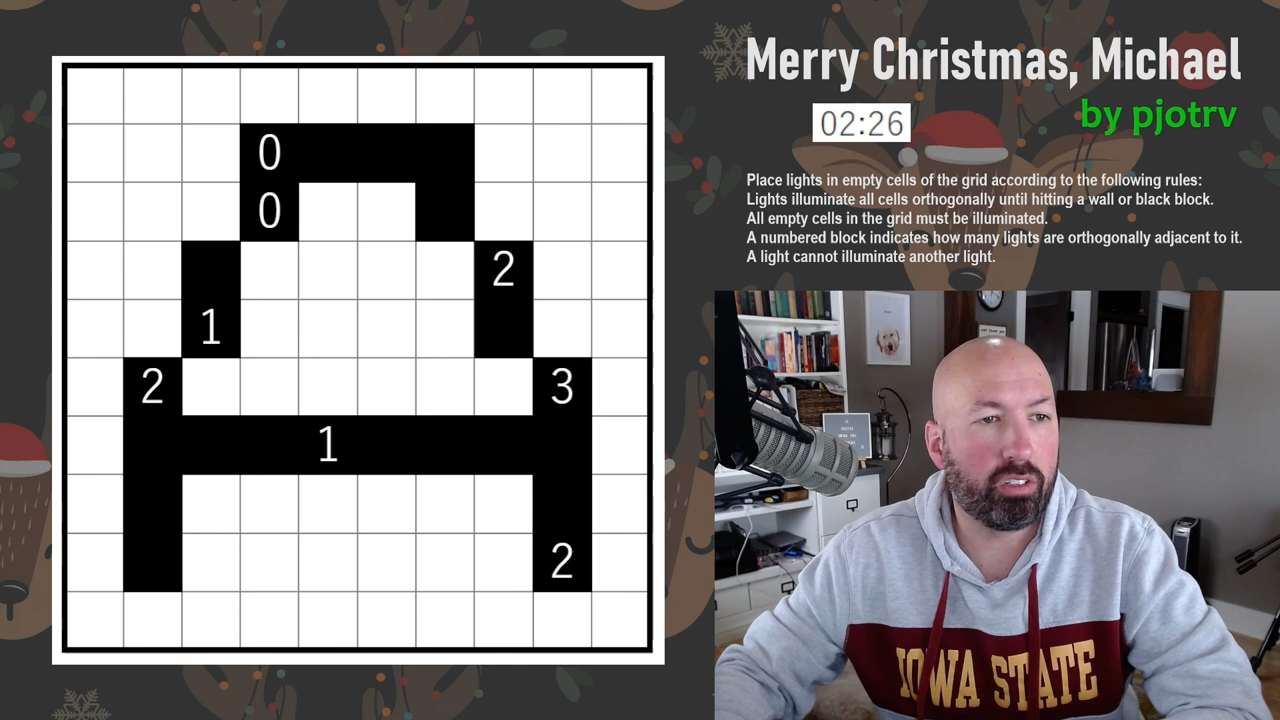 Merry Christmas, Michael
by pjotrv
02:26
Place lights in empty cells of the grid according to the following rules:
Lights illuminate all cells orthogonally until hitting a wall or black block.
All empty cells in the grid must be illuminated.
A numbered block indicates how many lights are orthogonally adjacent to it.
A light cannot illuminate another light.
0
0
2
1
2
3
1
2
IOWA STATE